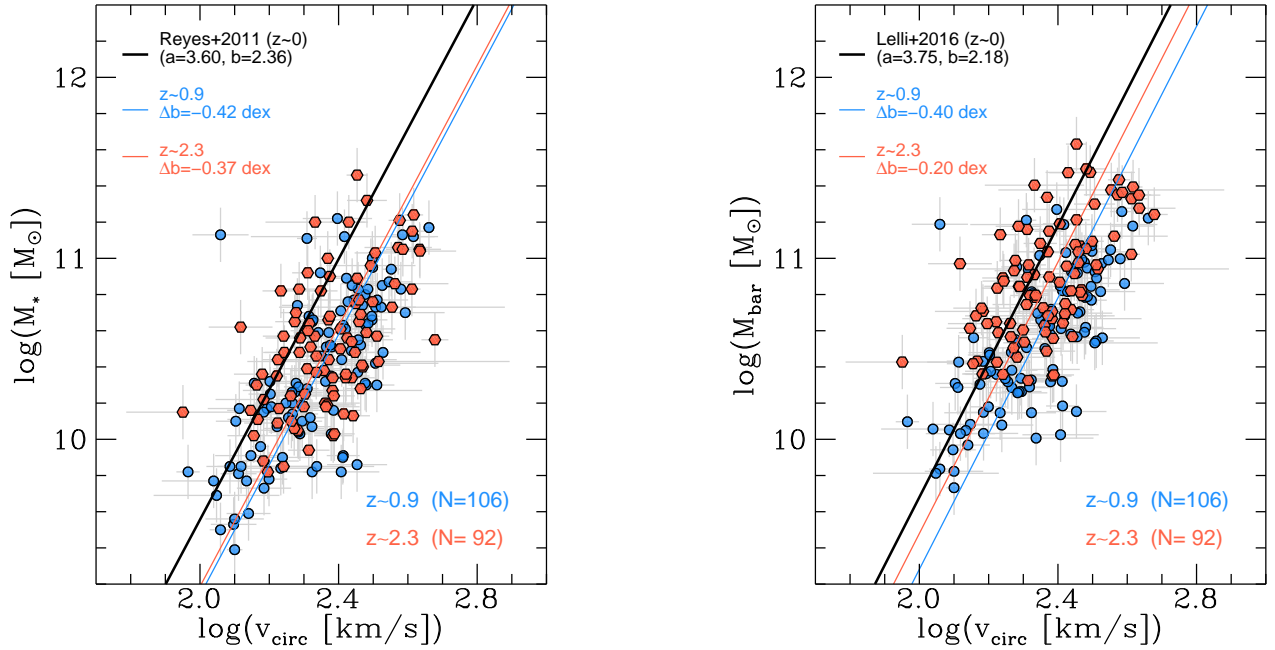 Reyes+2011 (z~0)
(a=3.60, b=2.36)
z~0.9
Δb=−0.42 dex
z~2.3
Δb=−0.37 dex
12
11
10
log(M* [M⊙])
z~0.9 (N=106)
z~2.3 (N= 92)
2.0 2.4 2.8
log(vcirc [km/s])
Lelli+2016 (z~0)
(a=3.75, b=2.18)
z~0.9
Δb=−0.40 dex
z~2.3
Δb=−0.20 dex
12
11
10
log(Mbar [M⊙])
z~0.9 (N=106)
z~2.3 (N= 92)
2.0 2.4 2.8
log(vcirc [km/s])